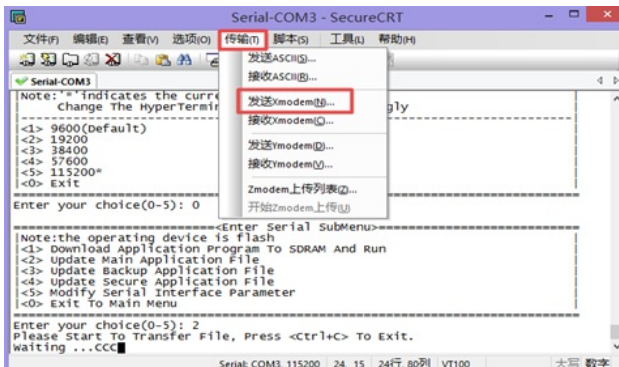 Serial-COM3 - SecureCRT
文件(F) 编辑(E) 查看(V) 选项(O) 传输(T) 脚本(S) 工具(L) 帮助(H)
Serial-COM3
发送ASCII(S)...
接收ASCII(R)...
发送Xmodem(N)...
接收Xmodem(C)...
发送Ymodem(D)...
接收Ymodem(V)...
Zmodem上传列表(Z)...
开始Zmodem上传(U)
|Note:'*'indicates the curre
Change The HyperTermin gly
|<1> 9600(Default)
|<2> 19200
|<3> 38400
|<4> 57600
|<5> 115200*
|<0> Exit
Enter your choice(0-5): 0
<Enter Serial SubMenu>
|Note:the operating device is flash
|<1> Download Application Program To SDRAM And Run
|<2> Update Main Application File
|<3> Update Backup Application File
|<4> Update Secure Application File
|<5> Modify Serial Interface Parameter
|<0> Exit To Main Menu
Enter your choice(0-5): 2
Please Start To Transfer File, Press <Ctrl+C> To Exit.
Waiting ...CCC
Serial: COM3, 115200 24, 15 24行, 80列 VT100 大写 数字